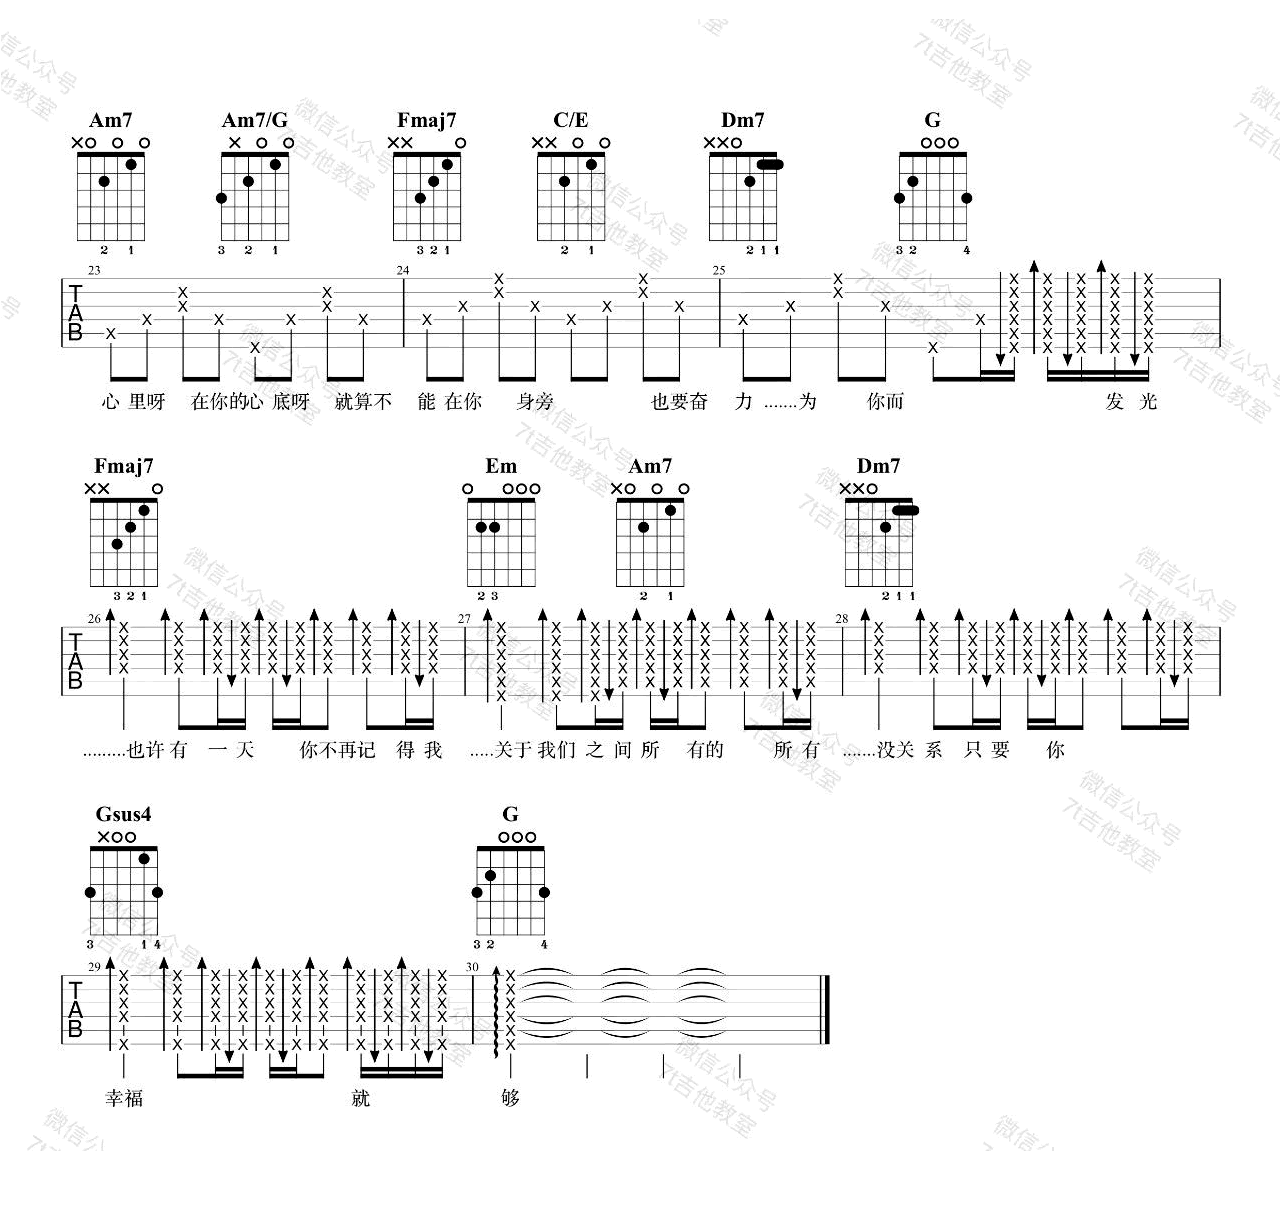 Am7 Am7/G Fmaj7 C/E Dm7 G
×○ ○ ○ × ○ ○ ×× ○ ×× ○ ○ ××○ ○○○
2 1 3 2 1 3 2 1 2 1 2 1 1 3 2 4
23 24 25
T A B
心 里呀 在你的心 底呀 就算不 能 在你 身旁 也要奋 力 .......为 你而 发 光
Fmaj7 Em Am7 Dm7
×× ○ ○ ○○○ ×○ ○ ○ ××○
3 2 1 2 3 2 1 2 1 1
26 27 28
T A B
.........也许 有 一 天 你不再记 得 我 .....关于 我们 之 间 所 有的 所 有 .......没关 系 只 要 你
Gsus4 G
×○○ ○○○
3 1 4 3 2 4
29 30
T A B
幸福 就 够
微信公众号
7t吉他教室